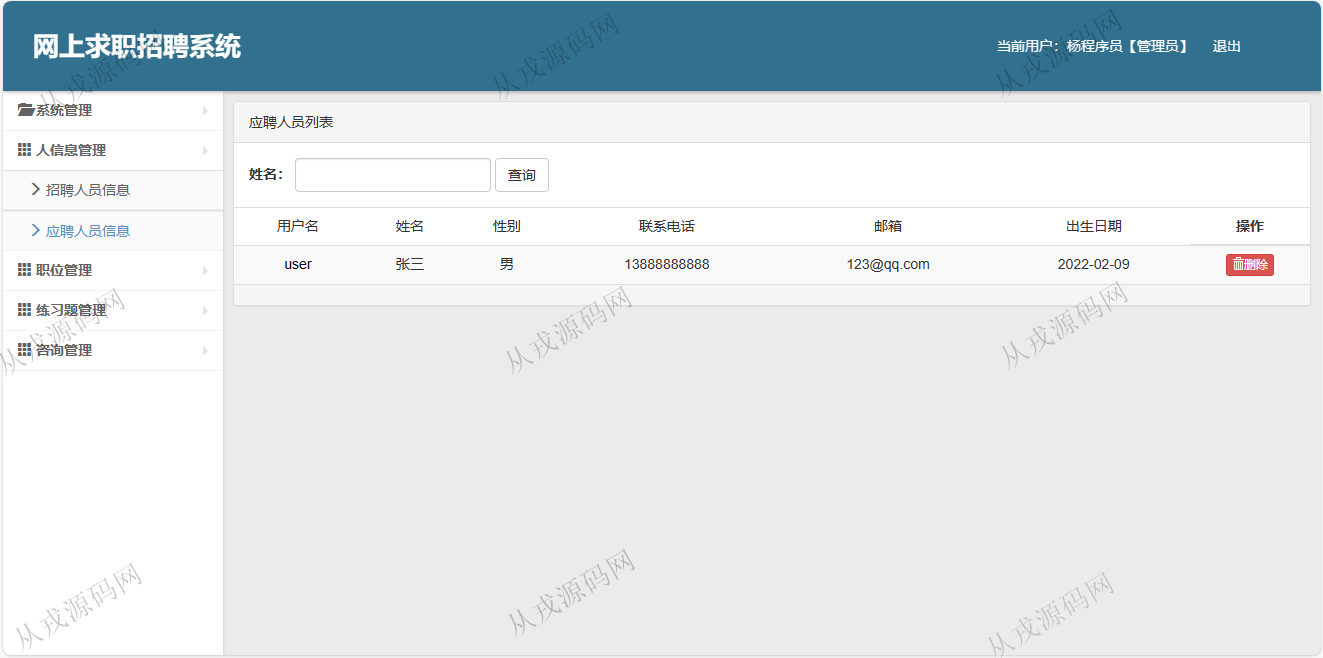 网上求职招聘系统
当前用户：杨程序员【管理员】 退出
系统管理
人信息管理
招聘人员信息
应聘人员信息
职位管理
练习题管理
咨询管理
应聘人员列表
姓名： 查询
用户名 姓名 性别 联系电话 邮箱 出生日期 操作
user 张三 男 13888888888 123@qq.com 2022-02-09 删除
从戎源码网
从戎源码网
从戎源码网
从戎源码网
从戎源码网
从戎源码网
从戎源码网
从戎源码网
从戎源码网